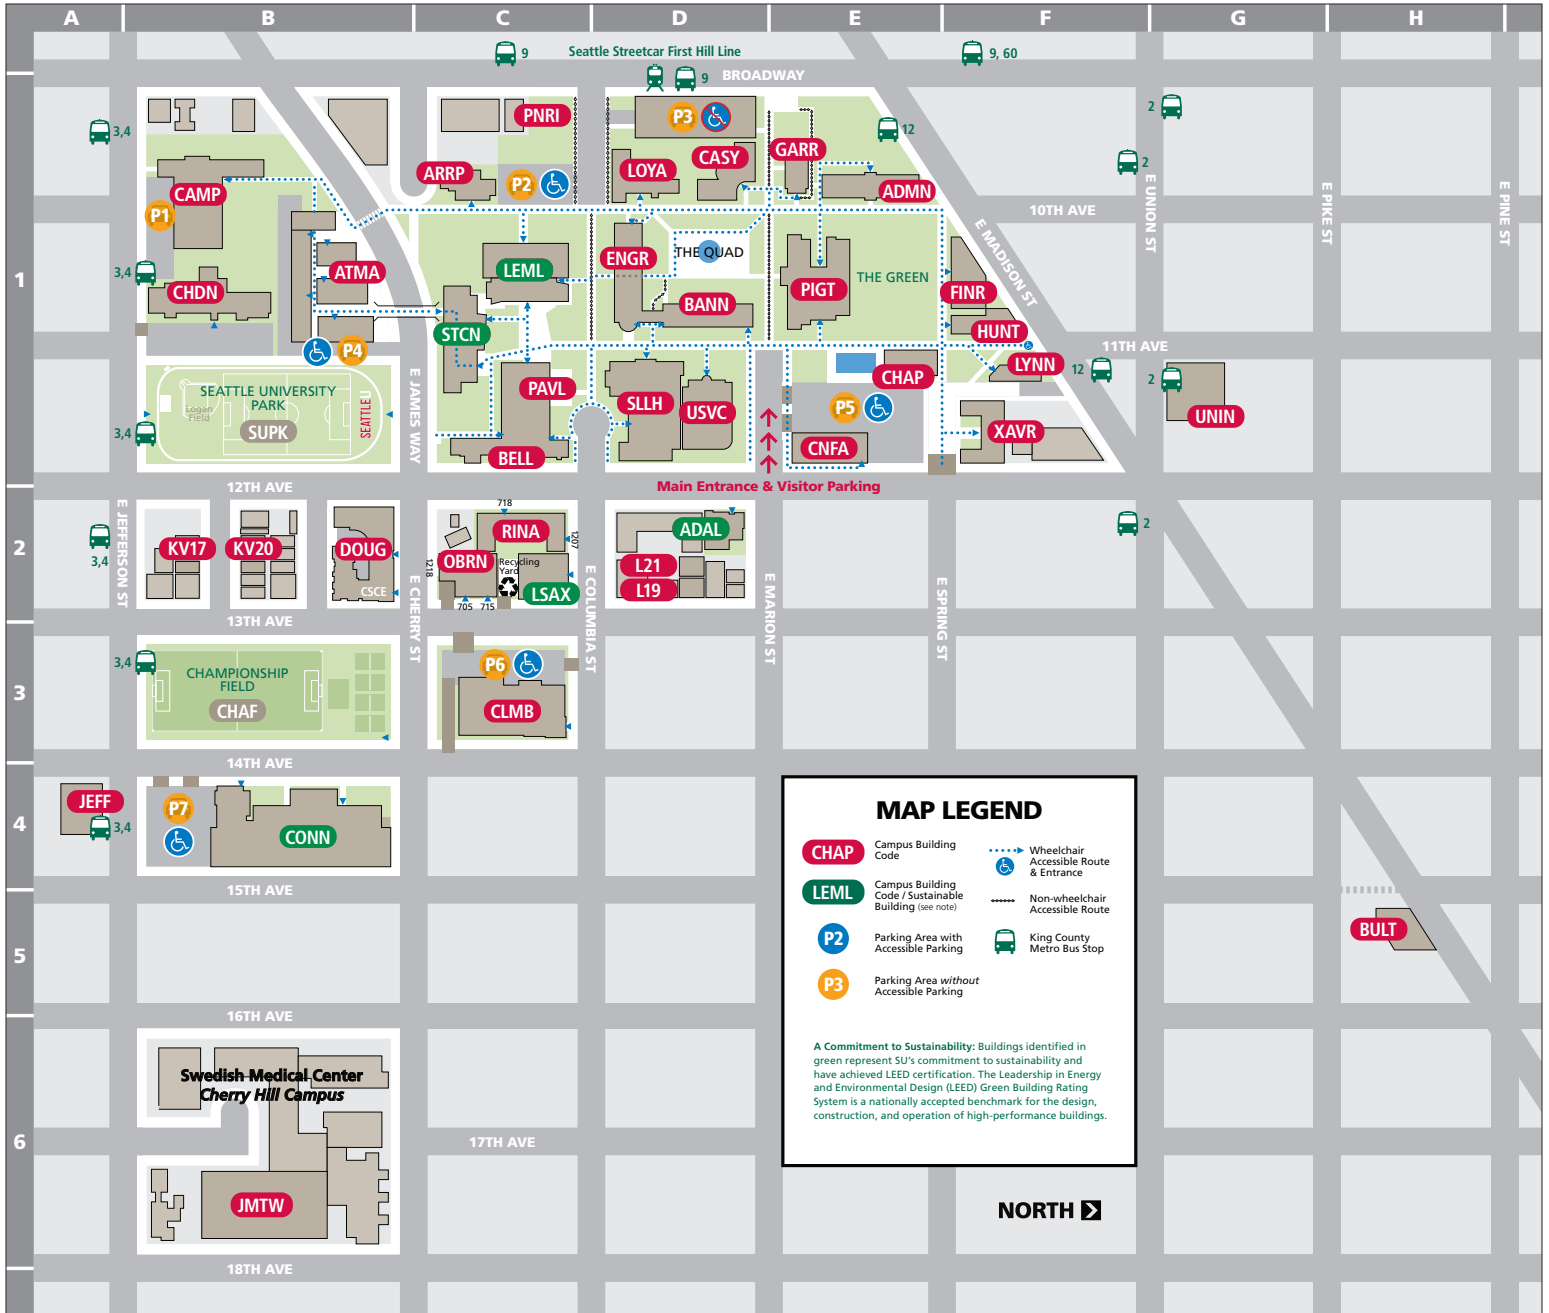 A B C D E F G H
9
Seattle Streetcar First Hill Line
9, 60
9
BROADWAY
2
3,4
PNRI
P3
12
CASY
GARR
2
LOYA
ARRP
P2
CAMP
ADMN
E UNION ST
E PIKE ST
E PINE ST
P1
10TH AVE
E MADISON ST
THE QUAD
ENGR
3,4
ATMA
LEML
THE GREEN
1
CHDN
PIGT
FINR
BANN
STCN
HUNT
P4
11TH AVE
LYNN
12
2
E JAMES WAY
CHAP
PAVL
SEATTLE UNIVERSITY
PARK
Logan
Field
SEATTLEU
SLLH
USVC
P5
UNIN
3,4
SUPK
XAVR
CNFA
BELL
12TH AVE
Main Entrance & Visitor Parking
E JEFFERSON ST
718
RINA
ADAL
2
2
3,4
KV17
KV20
DOUG
1207
OBRN
Recycling
Yard
1218
L21
E CHERRY ST
E COLUMBIA ST
E MARION ST
E SPRING ST
CSCE
LSAX
L19
705
715
13TH AVE
3,4
P6
CHAMPIONSHIP
FIELD
3
CHAF
CLMB
14TH AVE
JEFF
P7
3,4
4
CONN
15TH AVE
MAP LEGEND
CHAP
Campus Building
Code
Wheelchair
Accessible Route
& Entrance
LEML
Campus Building
Code / Sustainable
Building (see note)
Non-wheelchair
Accessible Route
P2
Parking Area with
Accessible Parking
King County
Metro Bus Stop
P3
Parking Area without
Accessible Parking
BULT
5
16TH AVE
A Commitment to Sustainability: Buildings identified in
green represent SU's commitment to sustainability and
have achieved LEED certification. The Leadership in Energy
and Environmental Design (LEED) Green Building Rating
System is a nationally accepted benchmark for the design,
construction, and operation of high-performance buildings.
Swedish Medical Center
Cherry Hill Campus
6
17TH AVE
JMTW
NORTH
18TH AVE